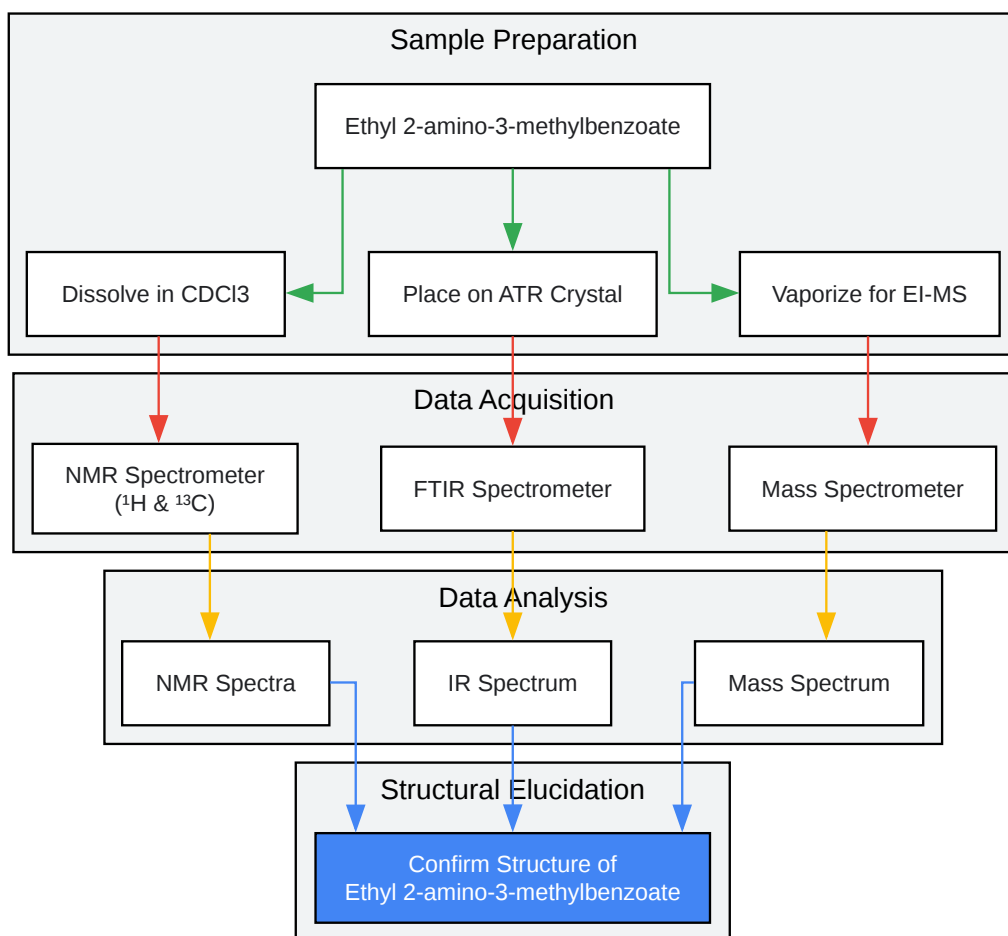 Sample Preparation
Ethyl 2-amino-3-methylbenzoate
Dissolve in CDCl3
Place on ATR Crystal
Vaporize for EI-MS
Data Acquisition
NMR Spectrometer
(¹H & ¹³C)
FTIR Spectrometer
Mass Spectrometer
Data Analysis
NMR Spectra
IR Spectrum
Mass Spectrum
Structural Elucidation
Confirm Structure of
Ethyl 2-amino-3-methylbenzoate